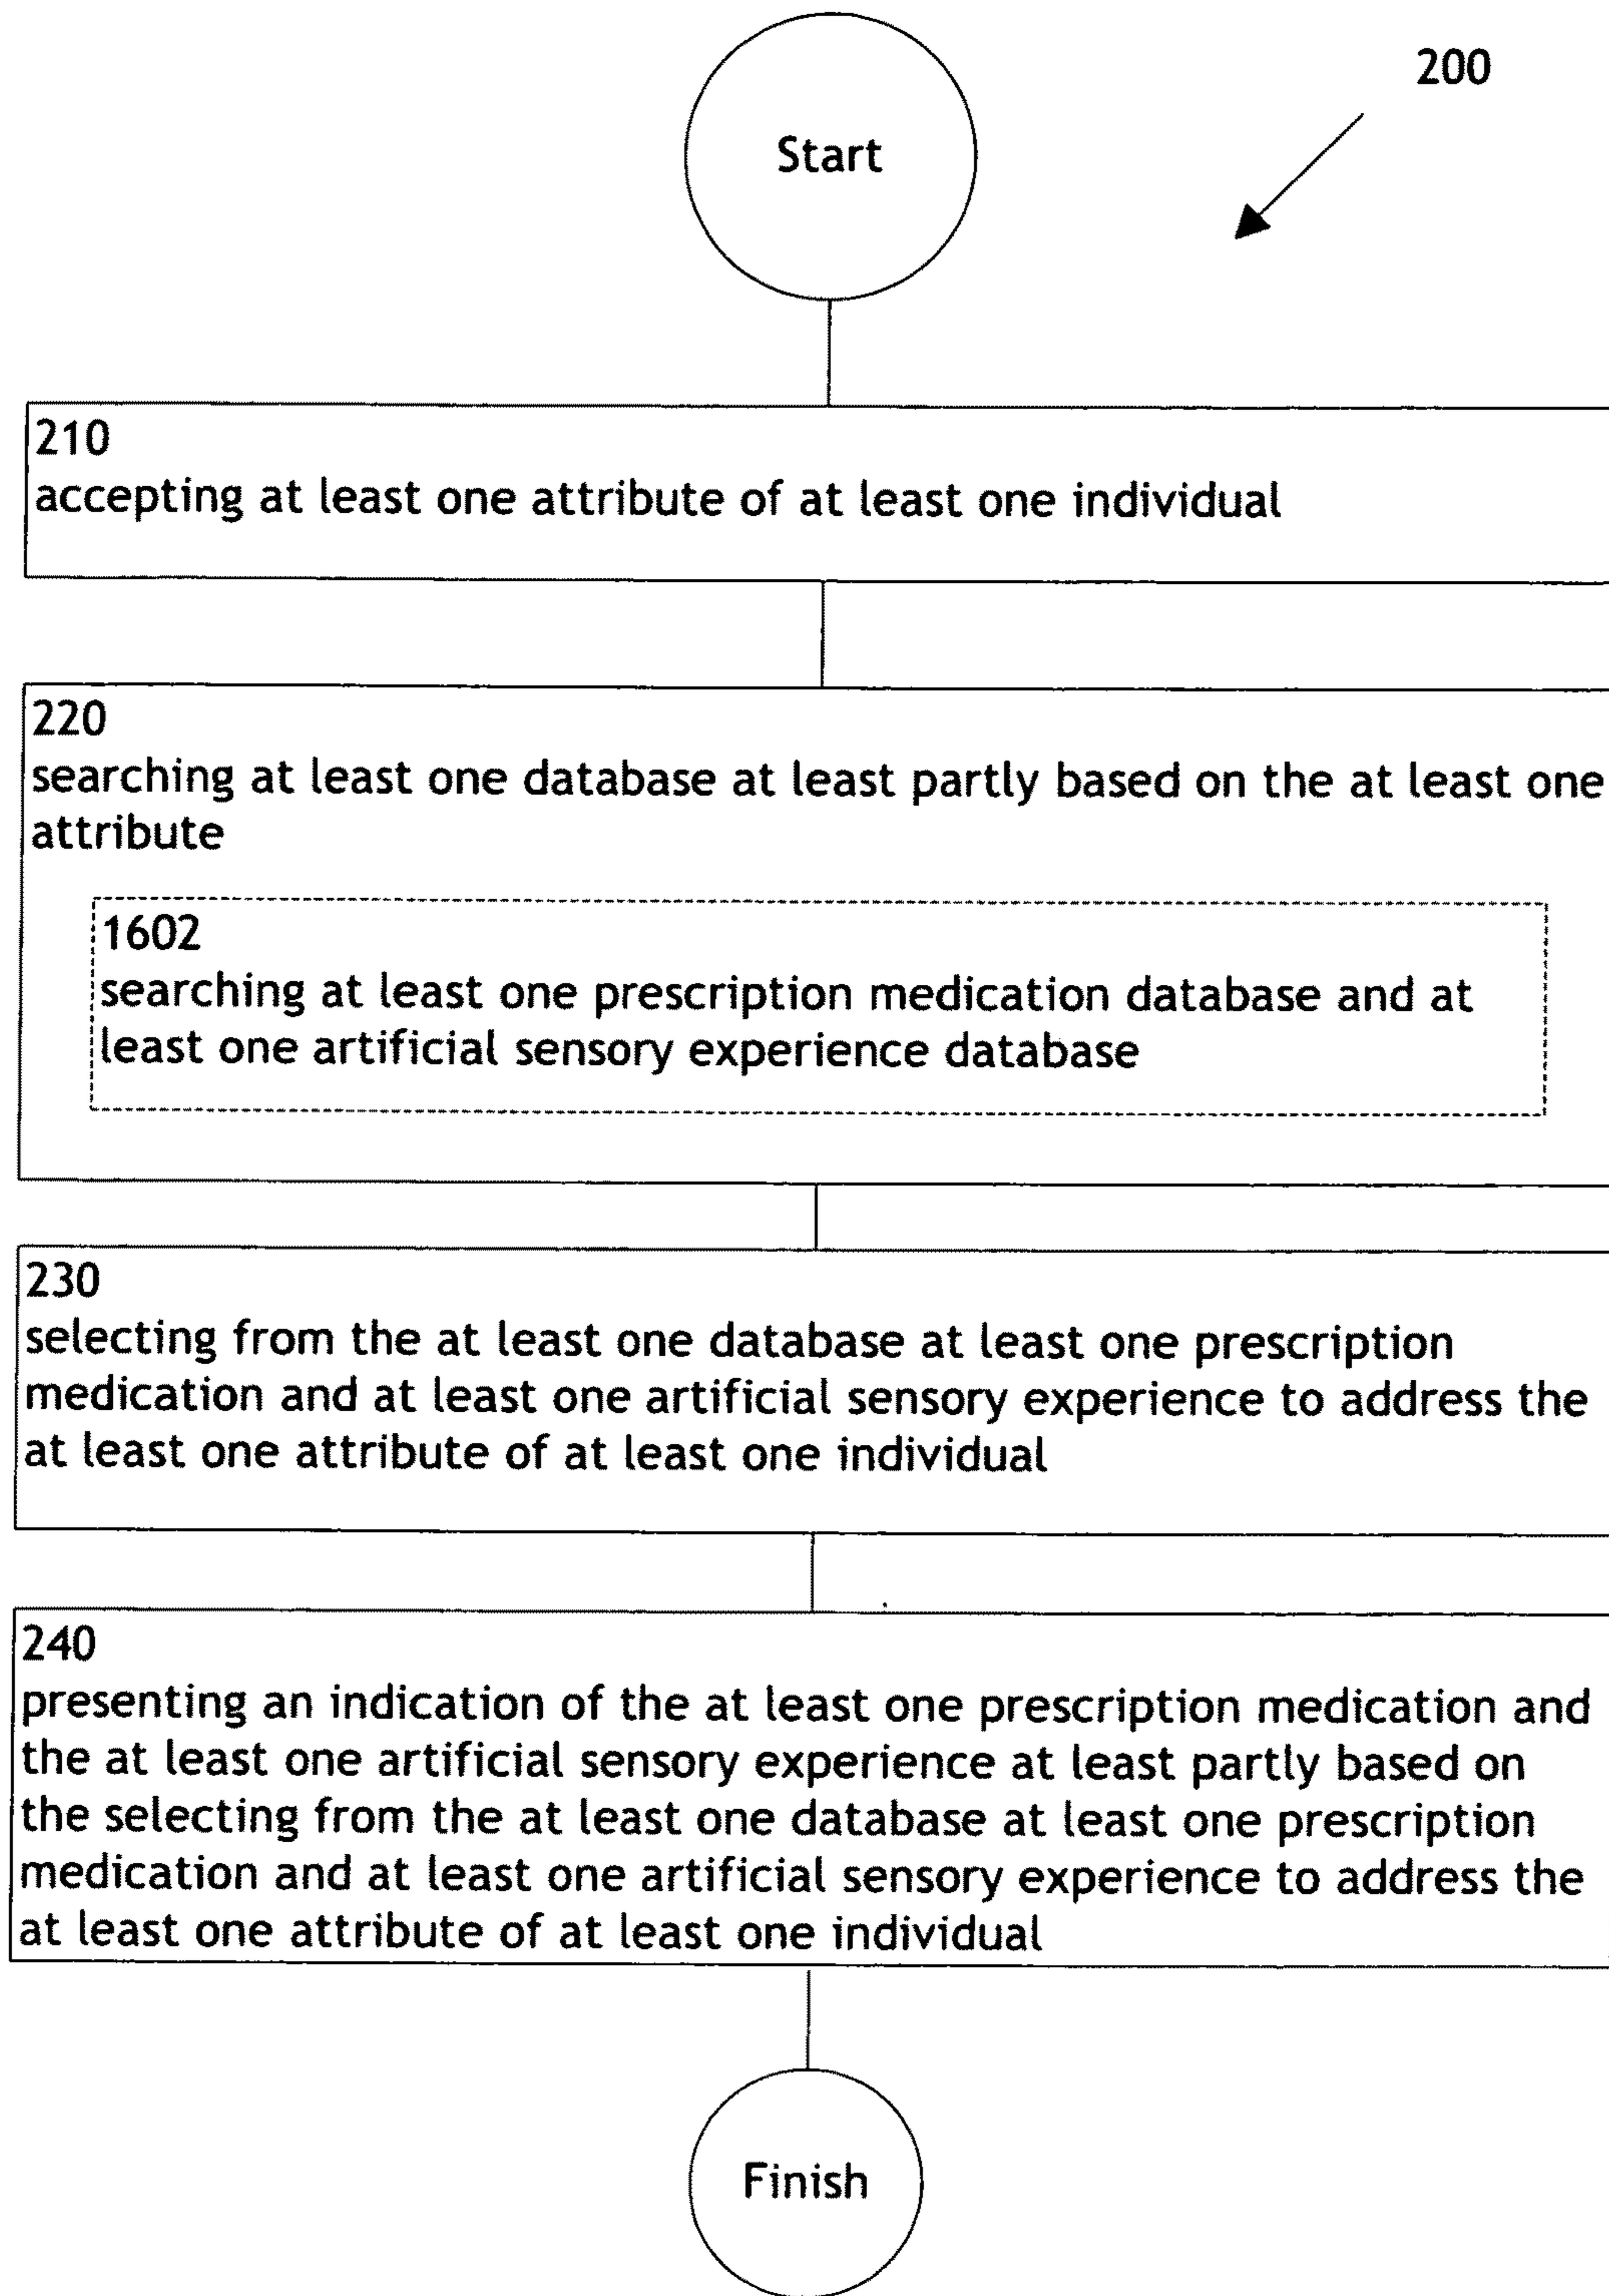 Start
200
210
accepting at least one attribute of at least one individual
220
searching at least one database at least partly based on the at least one
attribute
1602
searching at least one prescription medication database and at
least one artificial sensory experience database
230
selecting from the at least one database at least one prescription
medication and at least one artificial sensory experience to address the
at least one attribute of at least one individual
240
presenting an indication of the at least one prescription medication and
the at least one artificial sensory experience at least partly based on
the selecting from the at least one database at least one prescription
medication and at least one artificial sensory experience to address the
at least one attribute of at least one individual
Finish